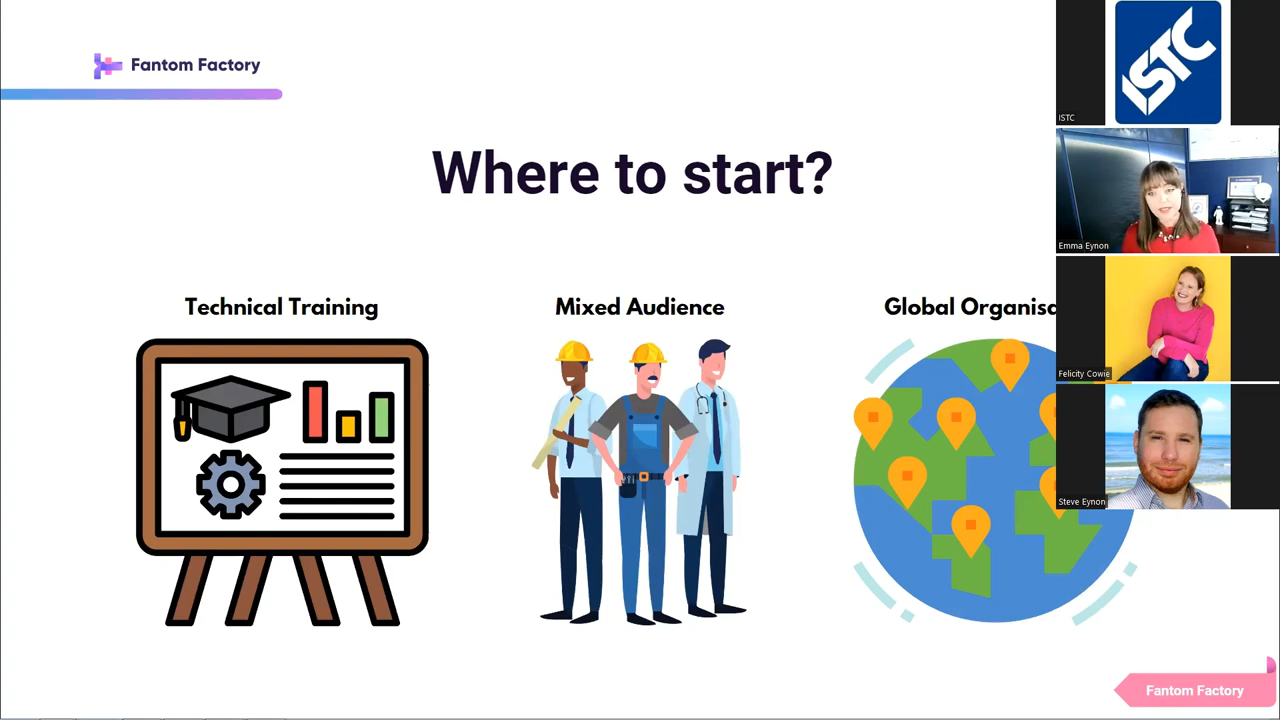 Fantom Factory
Where to start?
Technical Training
Mixed Audience
Global Organisa
ISTC
ISTC
Emma Eynon
Felicity Cowie
Steve Eynon
Fantom Factory